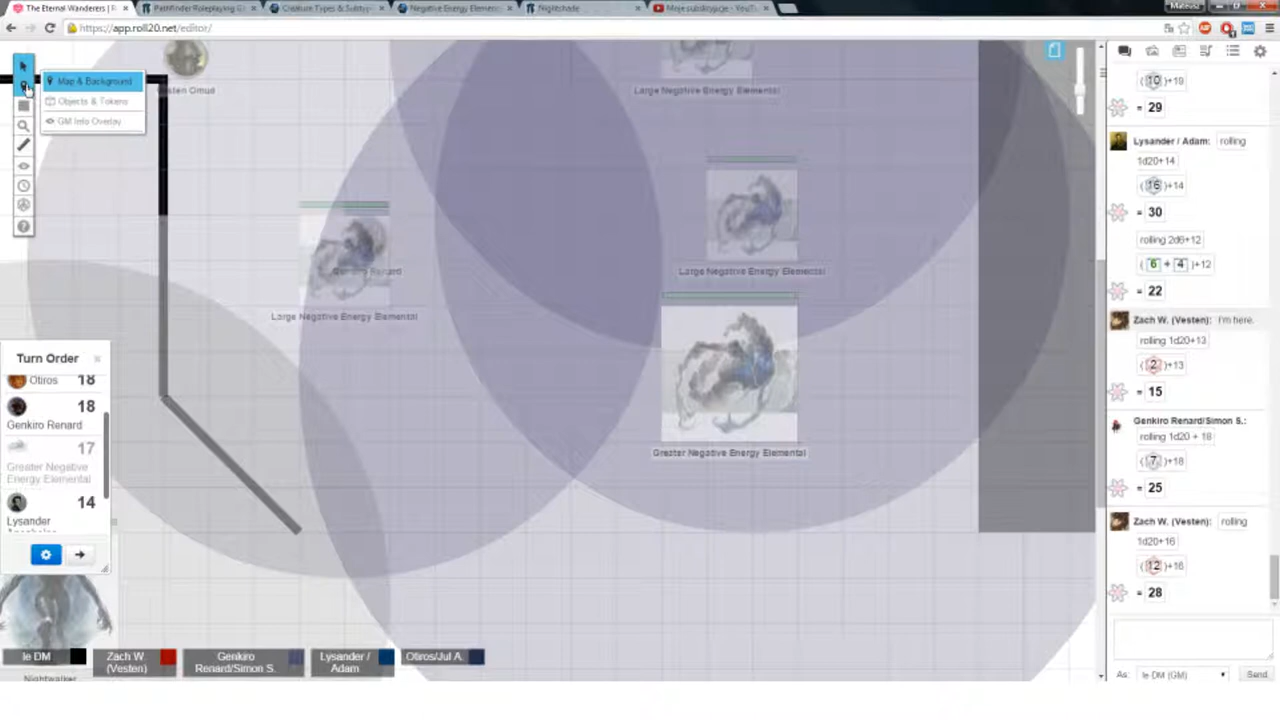 The Eternal Wanderers | R
Pathfinder Roleplaying G
Creature Types & Subtyp
Negative Energy Elemen
Nightshade
Moje subskrypcje - YouT
Mateusz
https://app.roll20.net/editor/
Map & Background
Objects & Tokens
GM Info Overlay
Large Negative Energy Elemental
Large Negative Energy Elemental
Genkiro Renard
Large Negative Energy Elemental
Greater Negative Energy Elemental
Turn Order
Otiros 18
18
Genkiro Renard
17
Greater Negative
Energy Elemental
14
Lysander
le DM
Zach W.
(Vesten)
Genkiro
Renard/Simon S.
Lysander /
Adam
Otiros/Jul A.
Nightwalker
(10)+19
= 29
Lysander / Adam: rolling
1d20+14
(16)+14
= 30
rolling 2d6+12
(6 + 4)+12
= 22
Zach W. (Vesten): I'm here.
rolling 1d20+13
(2)+13
= 15
Genkiro Renard/Simon S.:
rolling 1d20 + 18
(7)+18
= 25
Zach W. (Vesten): rolling
1d20+16
(12)+16
= 28
As: le DM (GM) Send